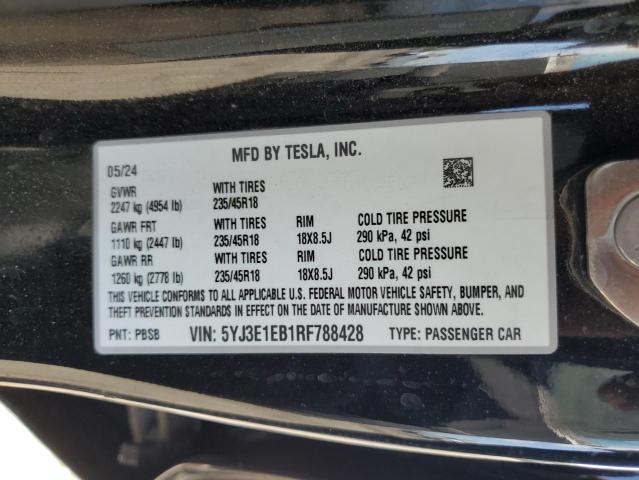 MFD BY TESLA, INC.
05/24
GVWR WITH TIRES
2247 kg (4954 lb) 235/45R18
GAWR FRT WITH TIRES RIM COLD TIRE PRESSURE
1110 kg (2447 lb) 235/45R18 18X8.5J 290 kPa, 42 psi
GAWR RR WITH TIRES RIM COLD TIRE PRESSURE
1260 kg (2778 lb) 235/45R18 18X8.5J 290 kPa, 42 psi
THIS VEHICLE CONFORMS TO ALL APPLICABLE U.S. FEDERAL MOTOR VEHICLE SAFETY, BUMPER, AND
THEFT PREVENTION STANDARDS IN EFFECT ON THE DATE OF MANUFACTURE SHOWN ABOVE.
PNT: PBSB VIN: 5YJ3E1EB1RF788428 TYPE: PASSENGER CAR